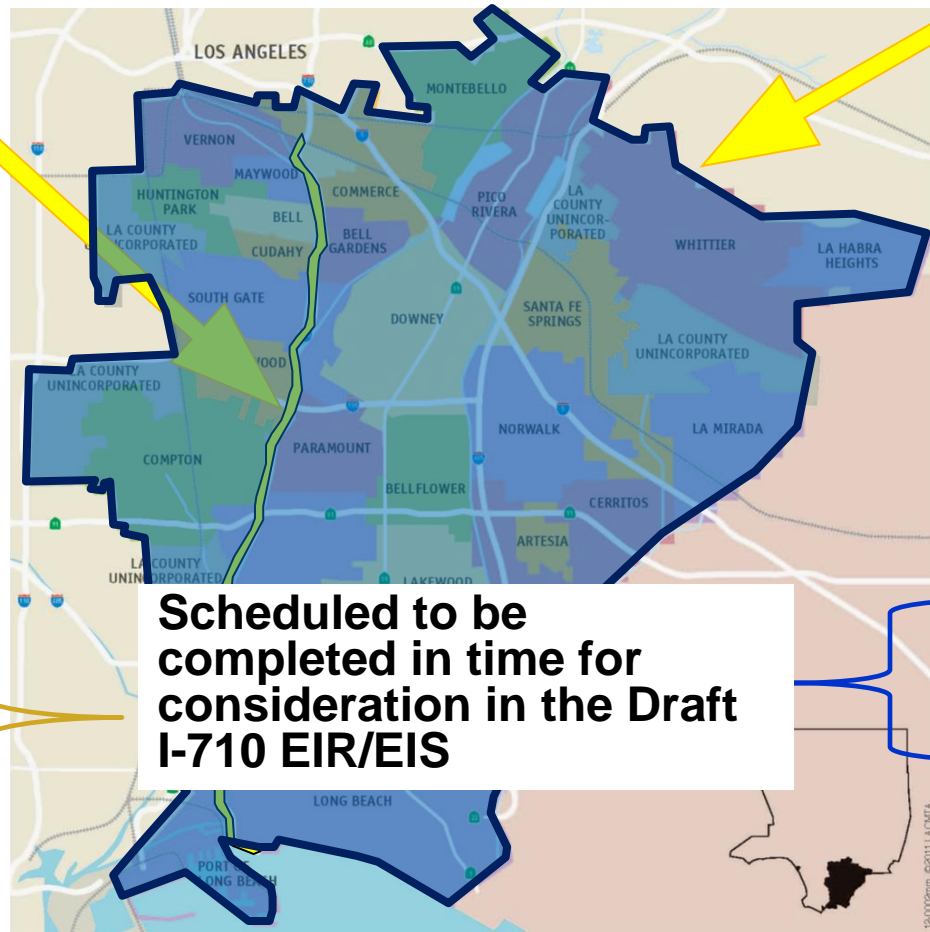 LOS ANGELES
MONTEBELLO
VERNON
MAYWOOD
COMMERCE
HUNTINGTON
PARK
BELL
PICO
RIVERA
LA
COUNTY
UNINCOR-
PORATED
LA COUNTY
CUDAHY
BELL
GARDENS
WHITTIER
LA HABRA
HEIGHTS
SOUTH GATE
DOWNEY
SANTA FE
SPRINGS
LA COUNTY
UNINCORPORATED
LA COUNTY
UNINCORPORATED
COMPTON
PARAMOUNT
NORWALK
LA MIRADA
BELLFLOWER
CERRITOS
ARTESIA
LA COUNTY
UNINCORPORATED
LAKEWOOD
Scheduled to be
completed in time for
consideration in the Draft
I-710 EIR/EIS
LONG BEACH
PORT OF
LONG BEACH
©2011 LACMTA